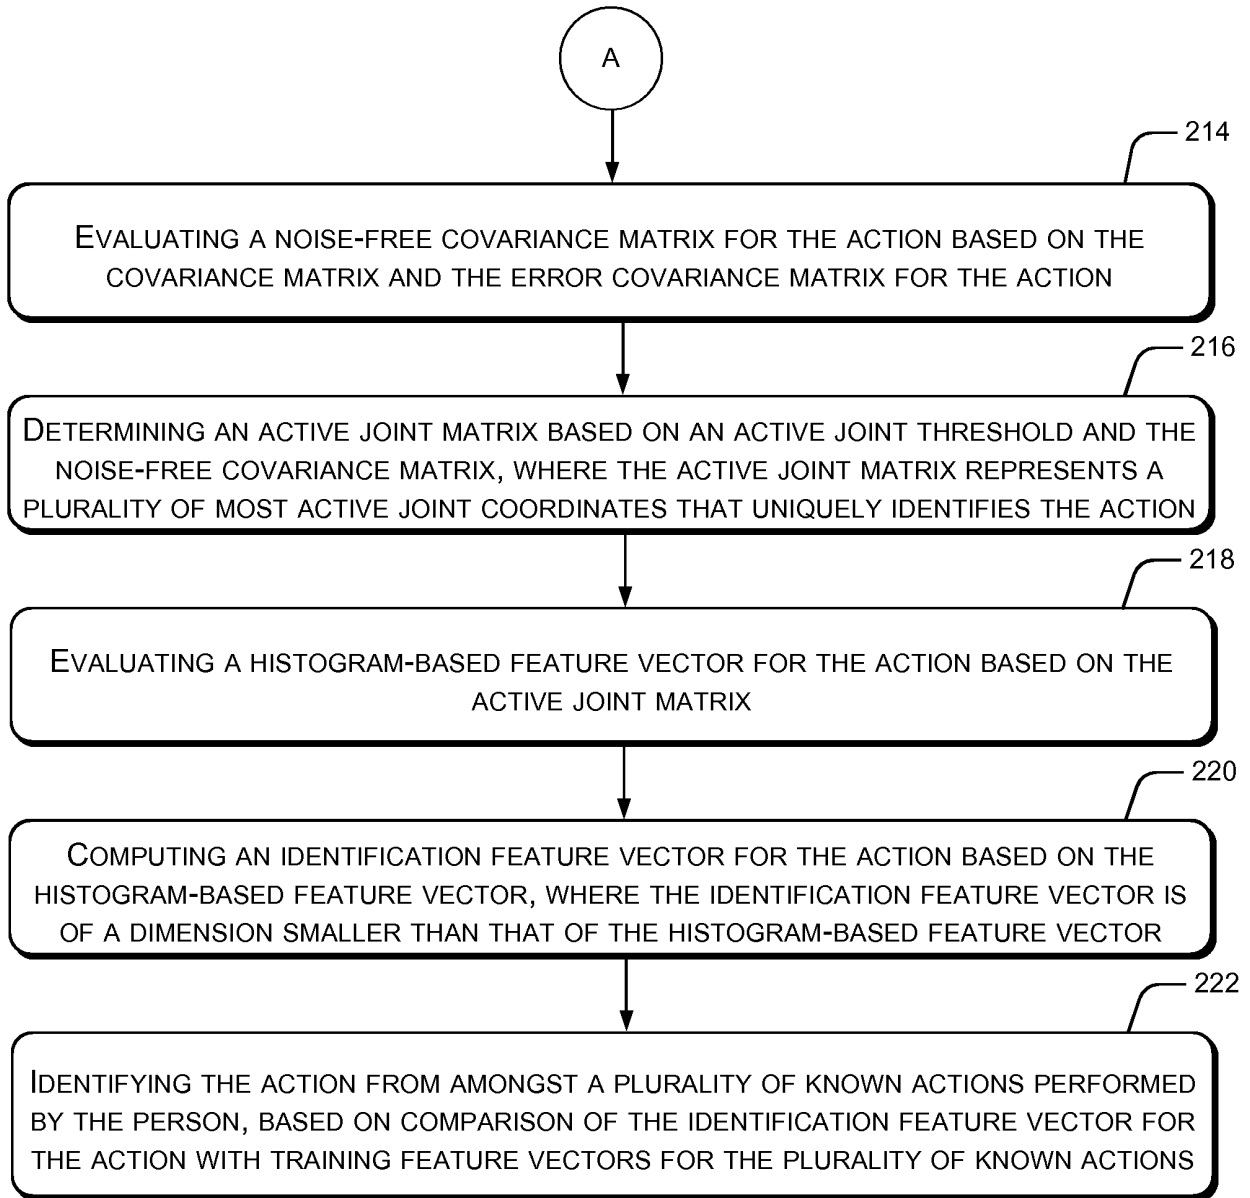 A
214
EVALUATING A NOISE-FREE COVARIANCE MATRIX FOR THE ACTION BASED ON THE
COVARIANCE MATRIX AND THE ERROR COVARIANCE MATRIX FOR THE ACTION
216
DETERMINING AN ACTIVE JOINT MATRIX BASED ON AN ACTIVE JOINT THRESHOLD AND THE
NOISE-FREE COVARIANCE MATRIX, WHERE THE ACTIVE JOINT MATRIX REPRESENTS A
PLURALITY OF MOST ACTIVE JOINT COORDINATES THAT UNIQUELY IDENTIFIES THE ACTION
218
EVALUATING A HISTOGRAM-BASED FEATURE VECTOR FOR THE ACTION BASED ON THE
ACTIVE JOINT MATRIX
220
COMPUTING AN IDENTIFICATION FEATURE VECTOR FOR THE ACTION BASED ON THE
HISTOGRAM-BASED FEATURE VECTOR, WHERE THE IDENTIFICATION FEATURE VECTOR IS
OF A DIMENSION SMALLER THAN THAT OF THE HISTOGRAM-BASED FEATURE VECTOR
222
IDENTIFYING THE ACTION FROM AMONGST A PLURALITY OF KNOWN ACTIONS PERFORMED
BY THE PERSON, BASED ON COMPARISON OF THE IDENTIFICATION FEATURE VECTOR FOR
THE ACTION WITH TRAINING FEATURE VECTORS FOR THE PLURALITY OF KNOWN ACTIONS